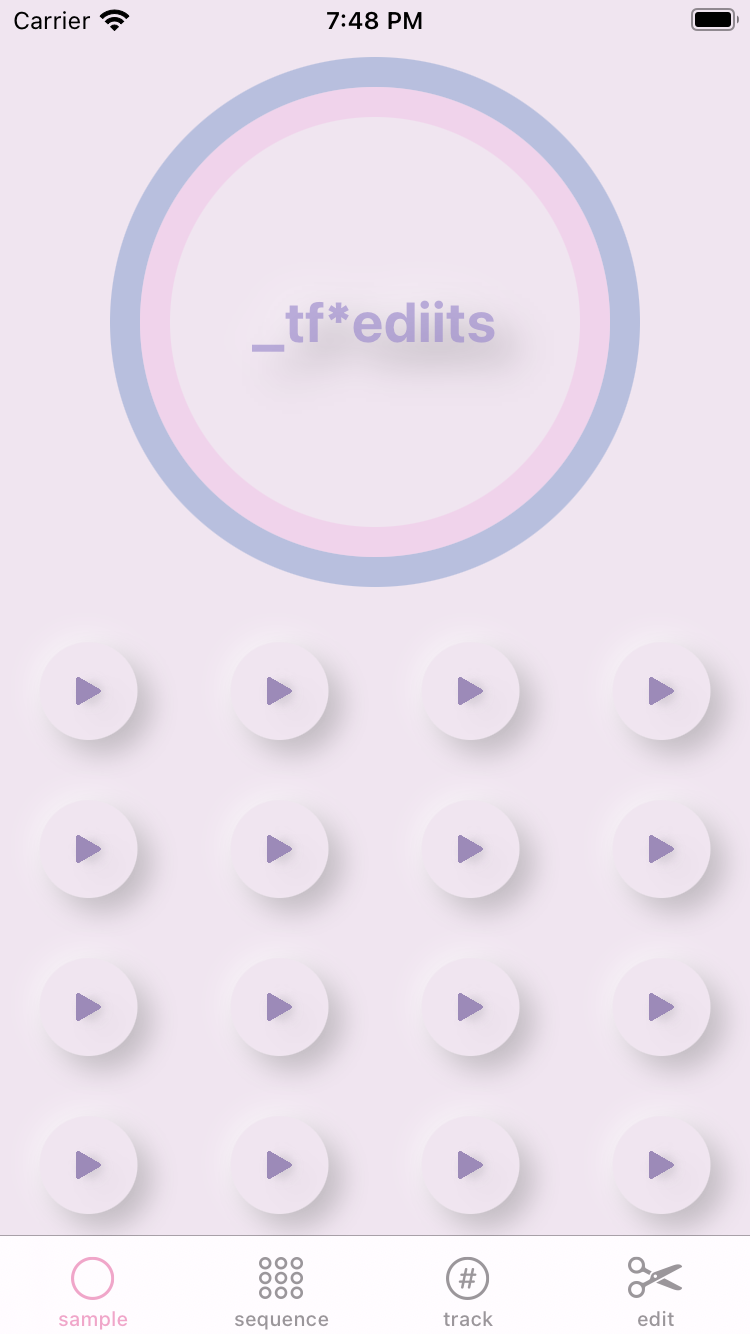 Carrier 7:48 PM
_tf*ediits
sample sequence # track edit